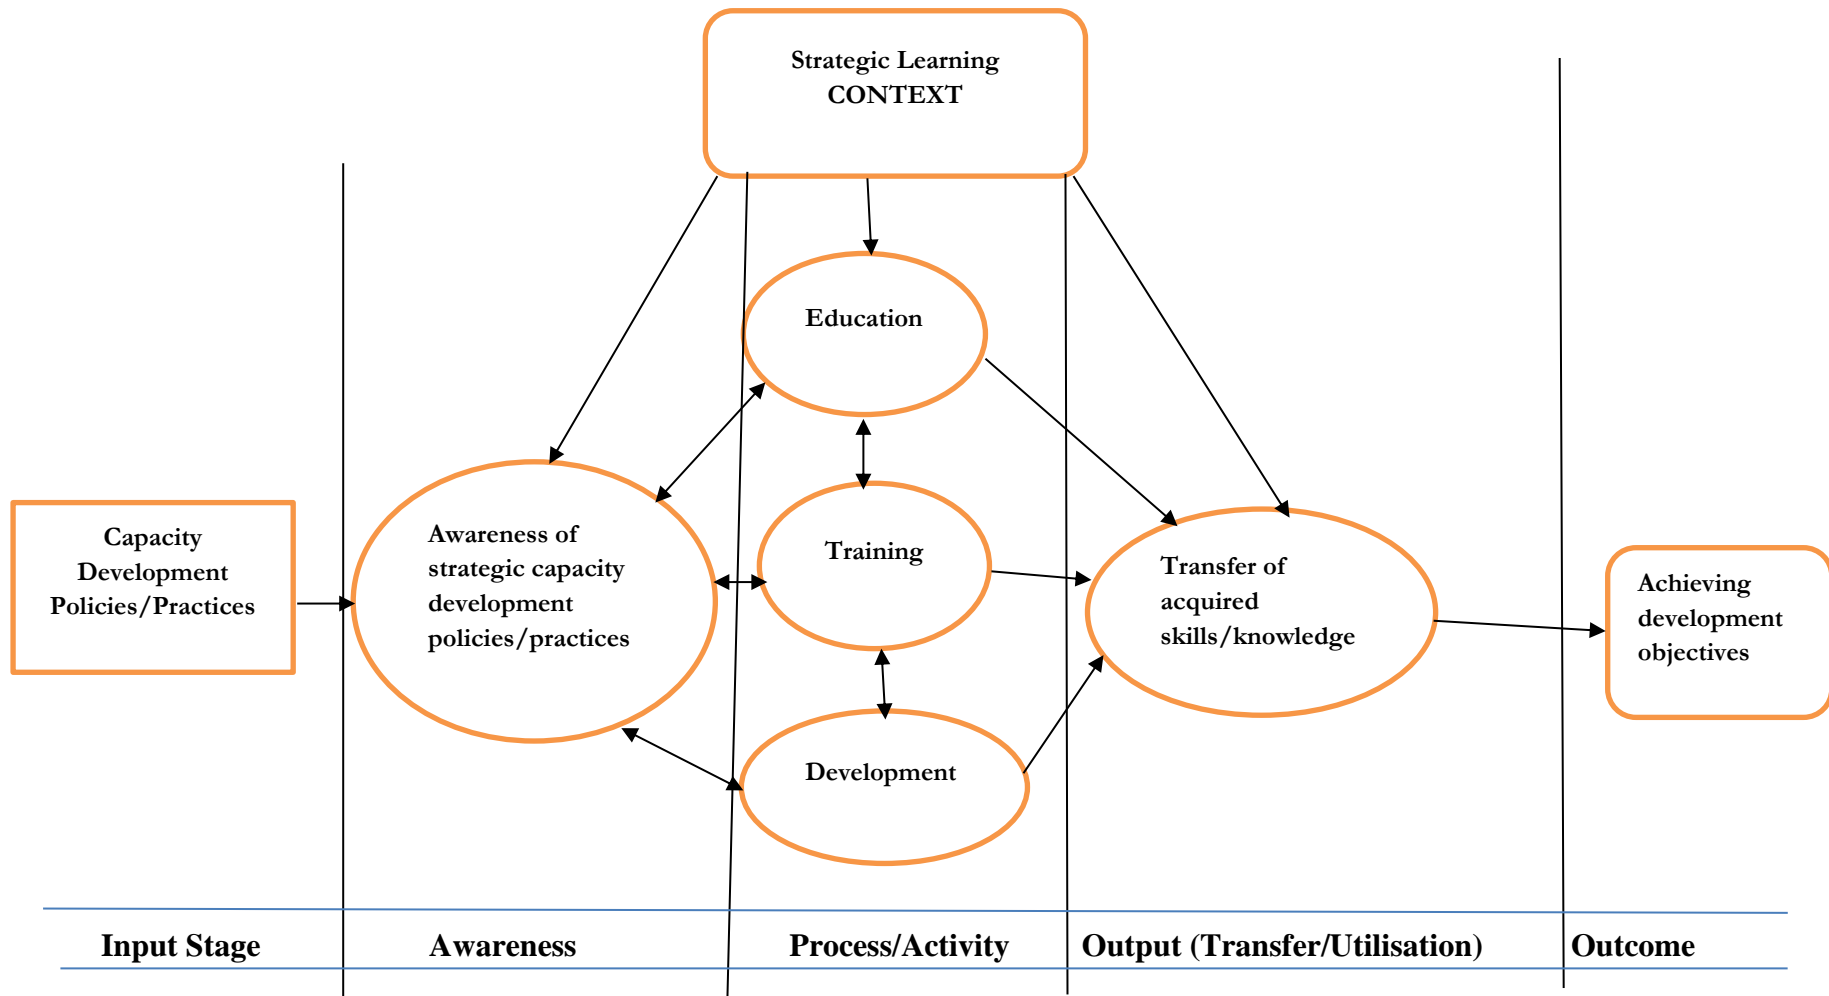 Strategic Learning
CONTEXT
Education
Capacity
Development
Policies/Practices
Awareness of
strategic capacity
development
policies/practices
Training
Transfer of
acquired
skills/knowledge
Achieving
development
objectives
Development
Input Stage
Awareness
Process/Activity
Output (Transfer/Utilisation)
Outcome